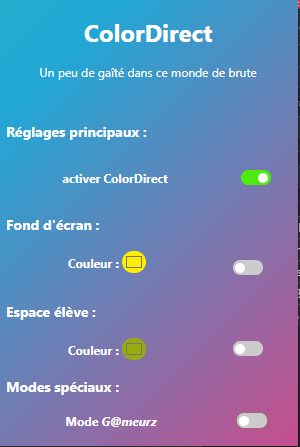 ColorDirect
Un peu de gaîté dans ce monde de brute
Réglages principaux :
activer ColorDirect
Fond d'écran :
Couleur :
Espace élève :
Couleur :
Modes spéciaux :
Mode G@meurz